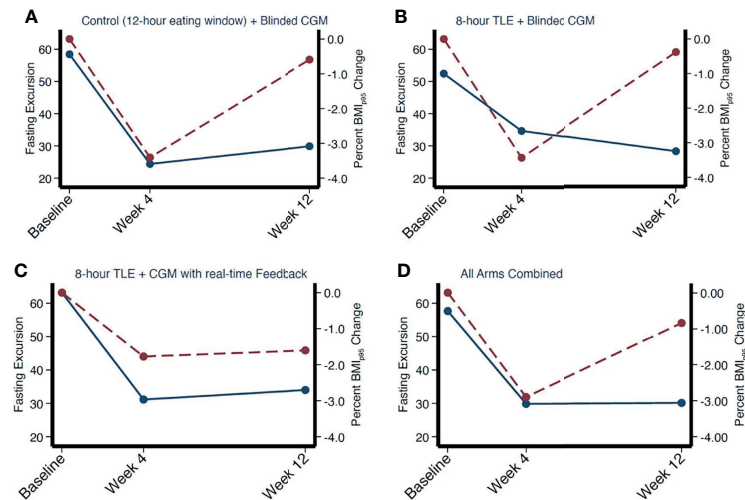 A
Control (12-hour eating window) + Blinded CGM
60
50
40
30
20
Fasting Excursion
0.0
-1.0
-2.0
-3.0
-4.0
Percent BMIp95 Change
Baseline
Week 4
Week 12
B
8-hour TLE + Blinded CGM
60
50
40
30
20
Fasting Excursion
0.0
-1.0
-2.0
-3.0
-4.0
Percent BMIp95 Change
Baseline
Week 4
Week 12
C
8-hour TLE + CGM with real-time Feedback
60
50
40
30
20
Fasting Excursion
0.0
-1.0
-2.0
-3.0
-4.0
Percent BMIp95 Change
Baseline
Week 4
Week 12
D
All Arms Combined
60
50
40
30
20
Fasting Excursion
0.00
-1.00
-2.00
-3.00
-4.00
Percent BMIp95 Change
Baseline
Week 4
Week 12